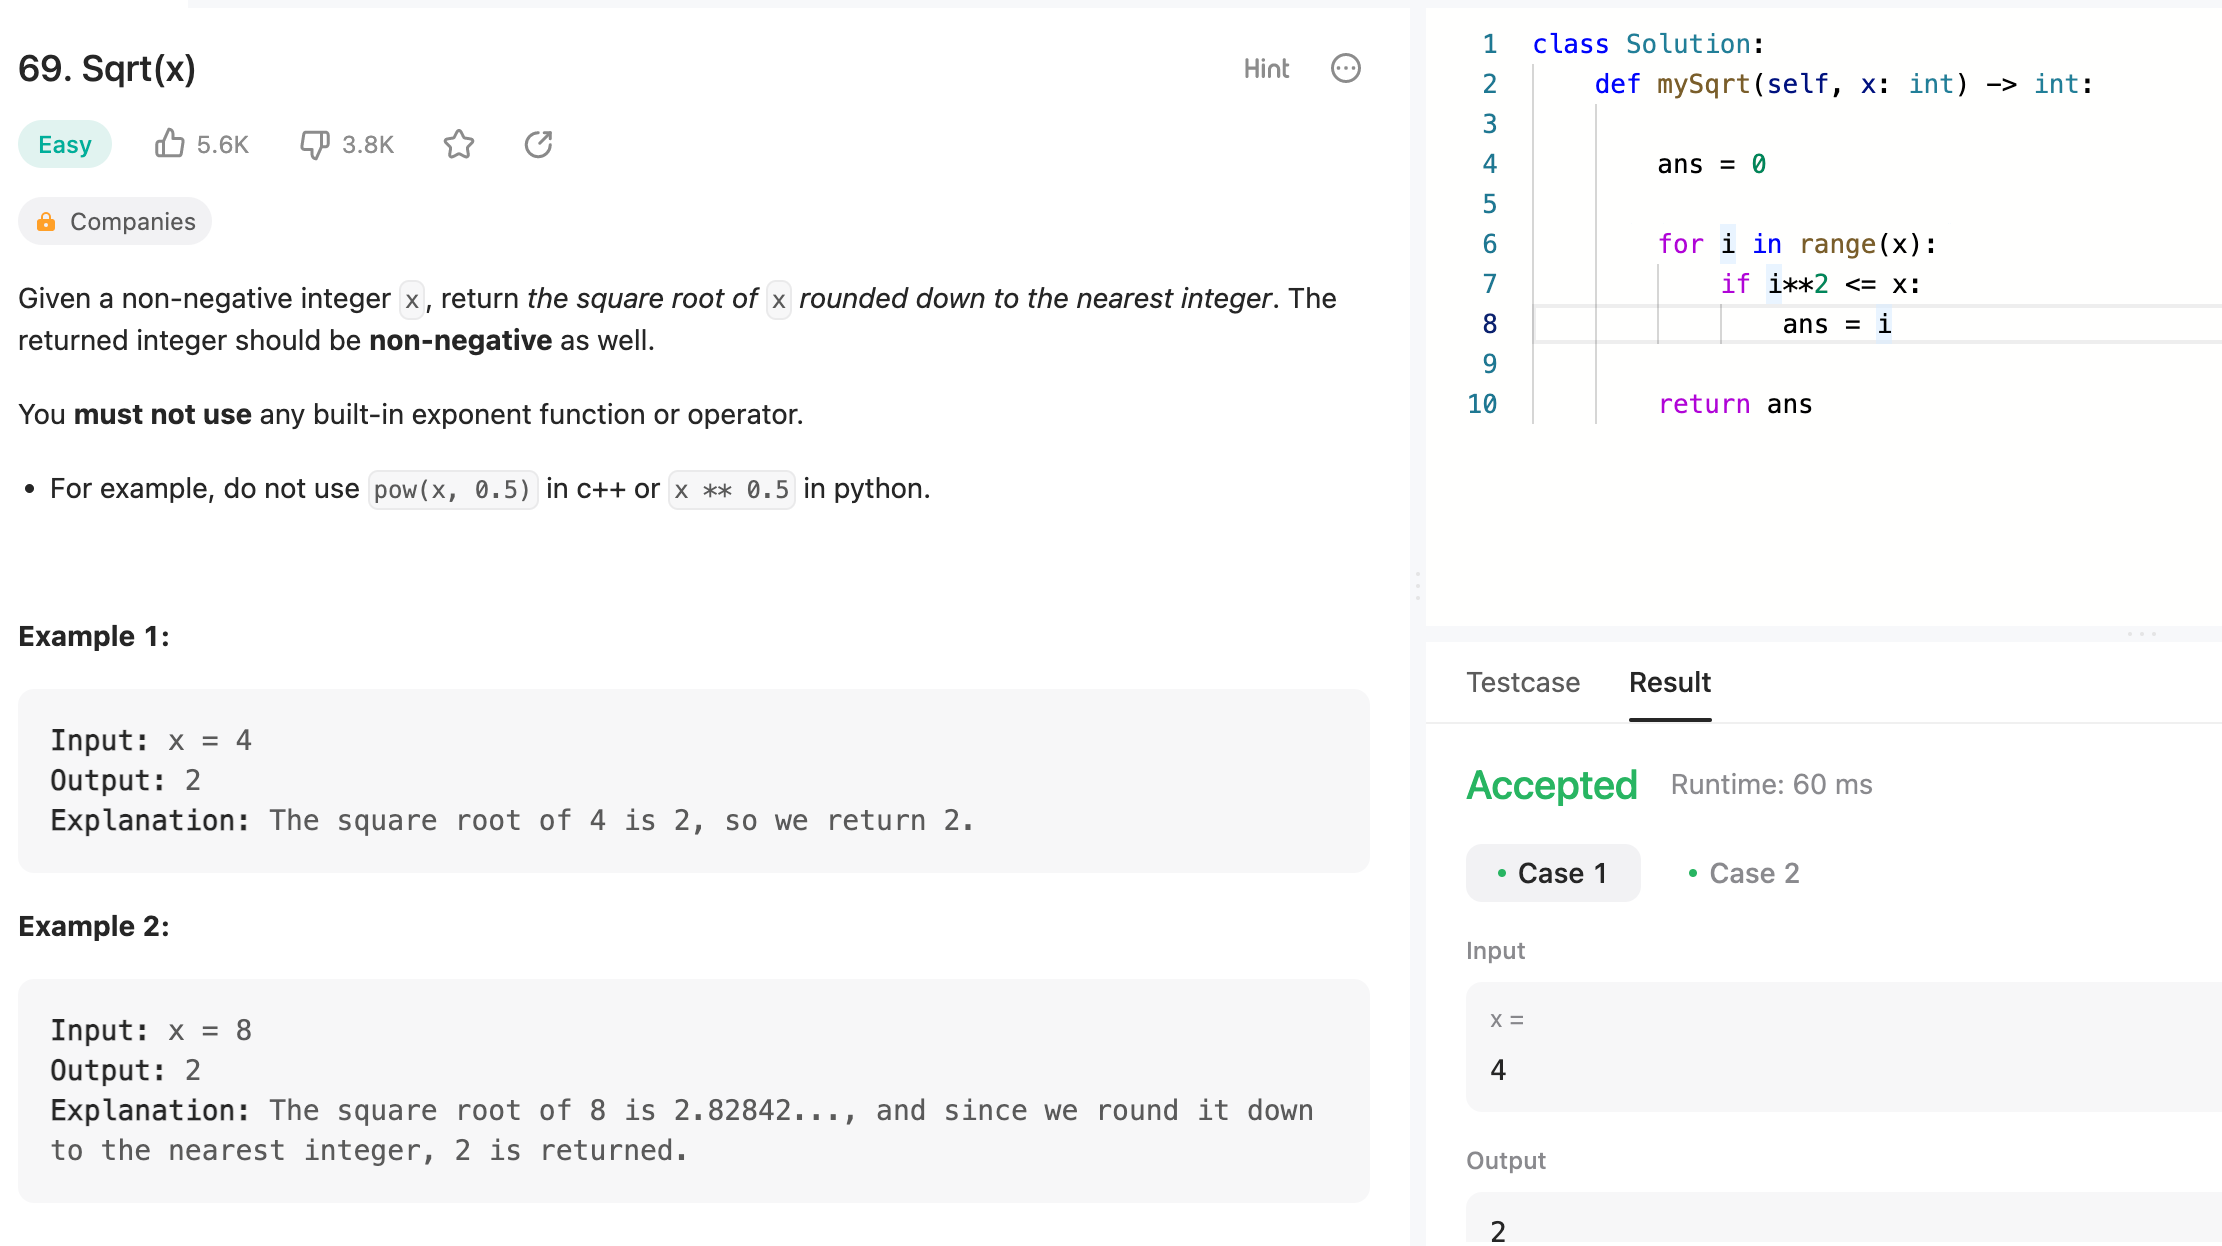 69. Sqrt(x)
Hint
Easy
5.6K
3.8K
Companies
Given a non-negative integer x, return the square root of x rounded down to the nearest integer. The
returned integer should be non-negative as well.
You must not use any built-in exponent function or operator.
• For example, do not use pow(x, 0.5) in c++ or x ** 0.5 in python.
Example 1:
Input: x = 4
Output: 2
Explanation: The square root of 4 is 2, so we return 2.
Example 2:
Input: x = 8
Output: 2
Explanation: The square root of 8 is 2.82842..., and since we round it down
to the nearest integer, 2 is returned.
1 class Solution:
2     def mySqrt(self, x: int) -> int:
3
4         ans = 0
5
6         for i in range(x):
7             if i**2 <= x:
8                 ans = i
9
10         return ans
Testcase
Result
Accepted
Runtime: 60 ms
• Case 1
• Case 2
Input
x =
4
Output
2